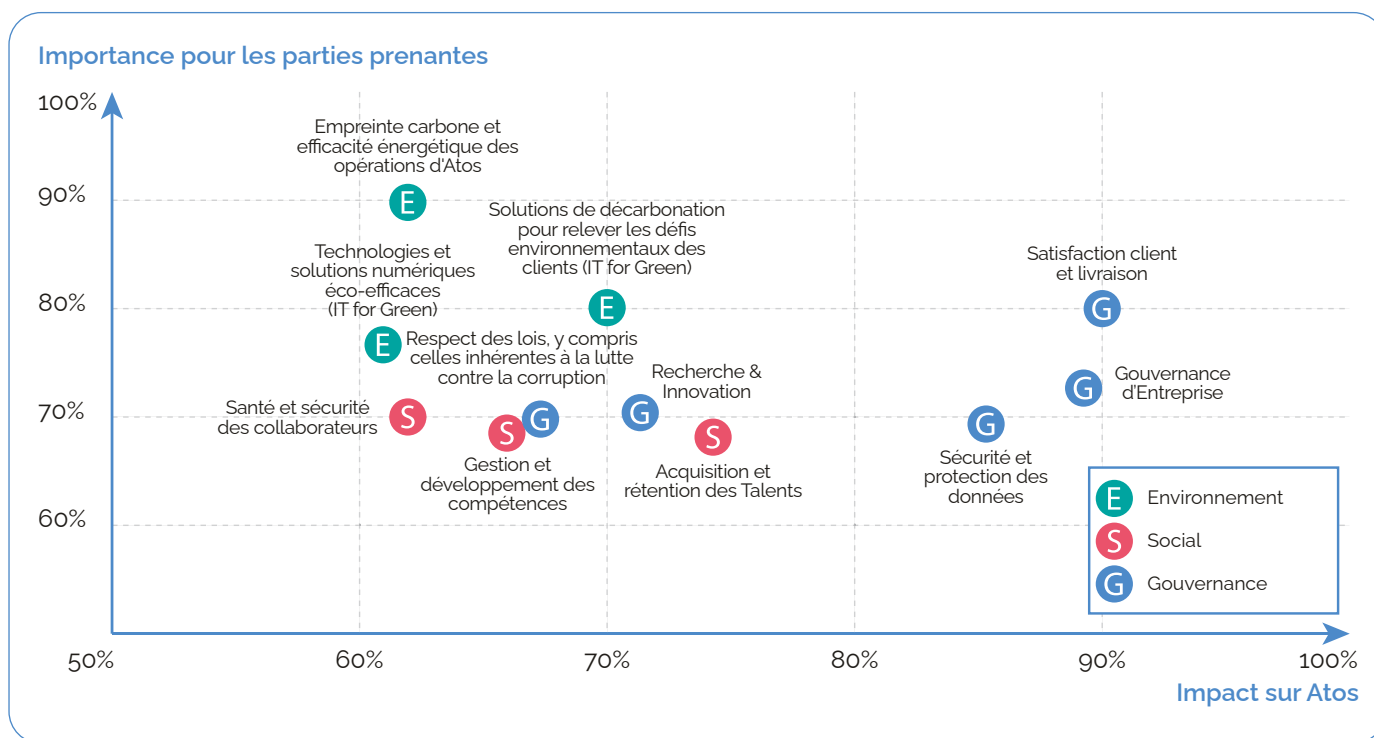 Importance pour les parties prenantes
100%
90%
80%
70%
60%
50%
60%
70%
80%
90%
100%
Impact sur Atos
Empreinte carbone et
efficacité énergétique des
opérations d'Atos
E
Solutions de décarbonation
pour relever les défis
environnementaux des
clients (IT for Green)
E
Technologies et
solutions numériques
éco-efficaces
(IT for Green)
E
Satisfaction client
et livraison
G
Respect des lois, y compris
celles inhérentes à la lutte
contre la corruption
G
Recherche &
Innovation
G
Gouvernance
d'Entreprise
G
Santé et sécurité
des collaborateurs
S
S
Gestion et
développement des
compétences
S
Acquisition et
rétention des Talents
G
Sécurité et
protection des
données
E Environnement
S Social
G Gouvernance